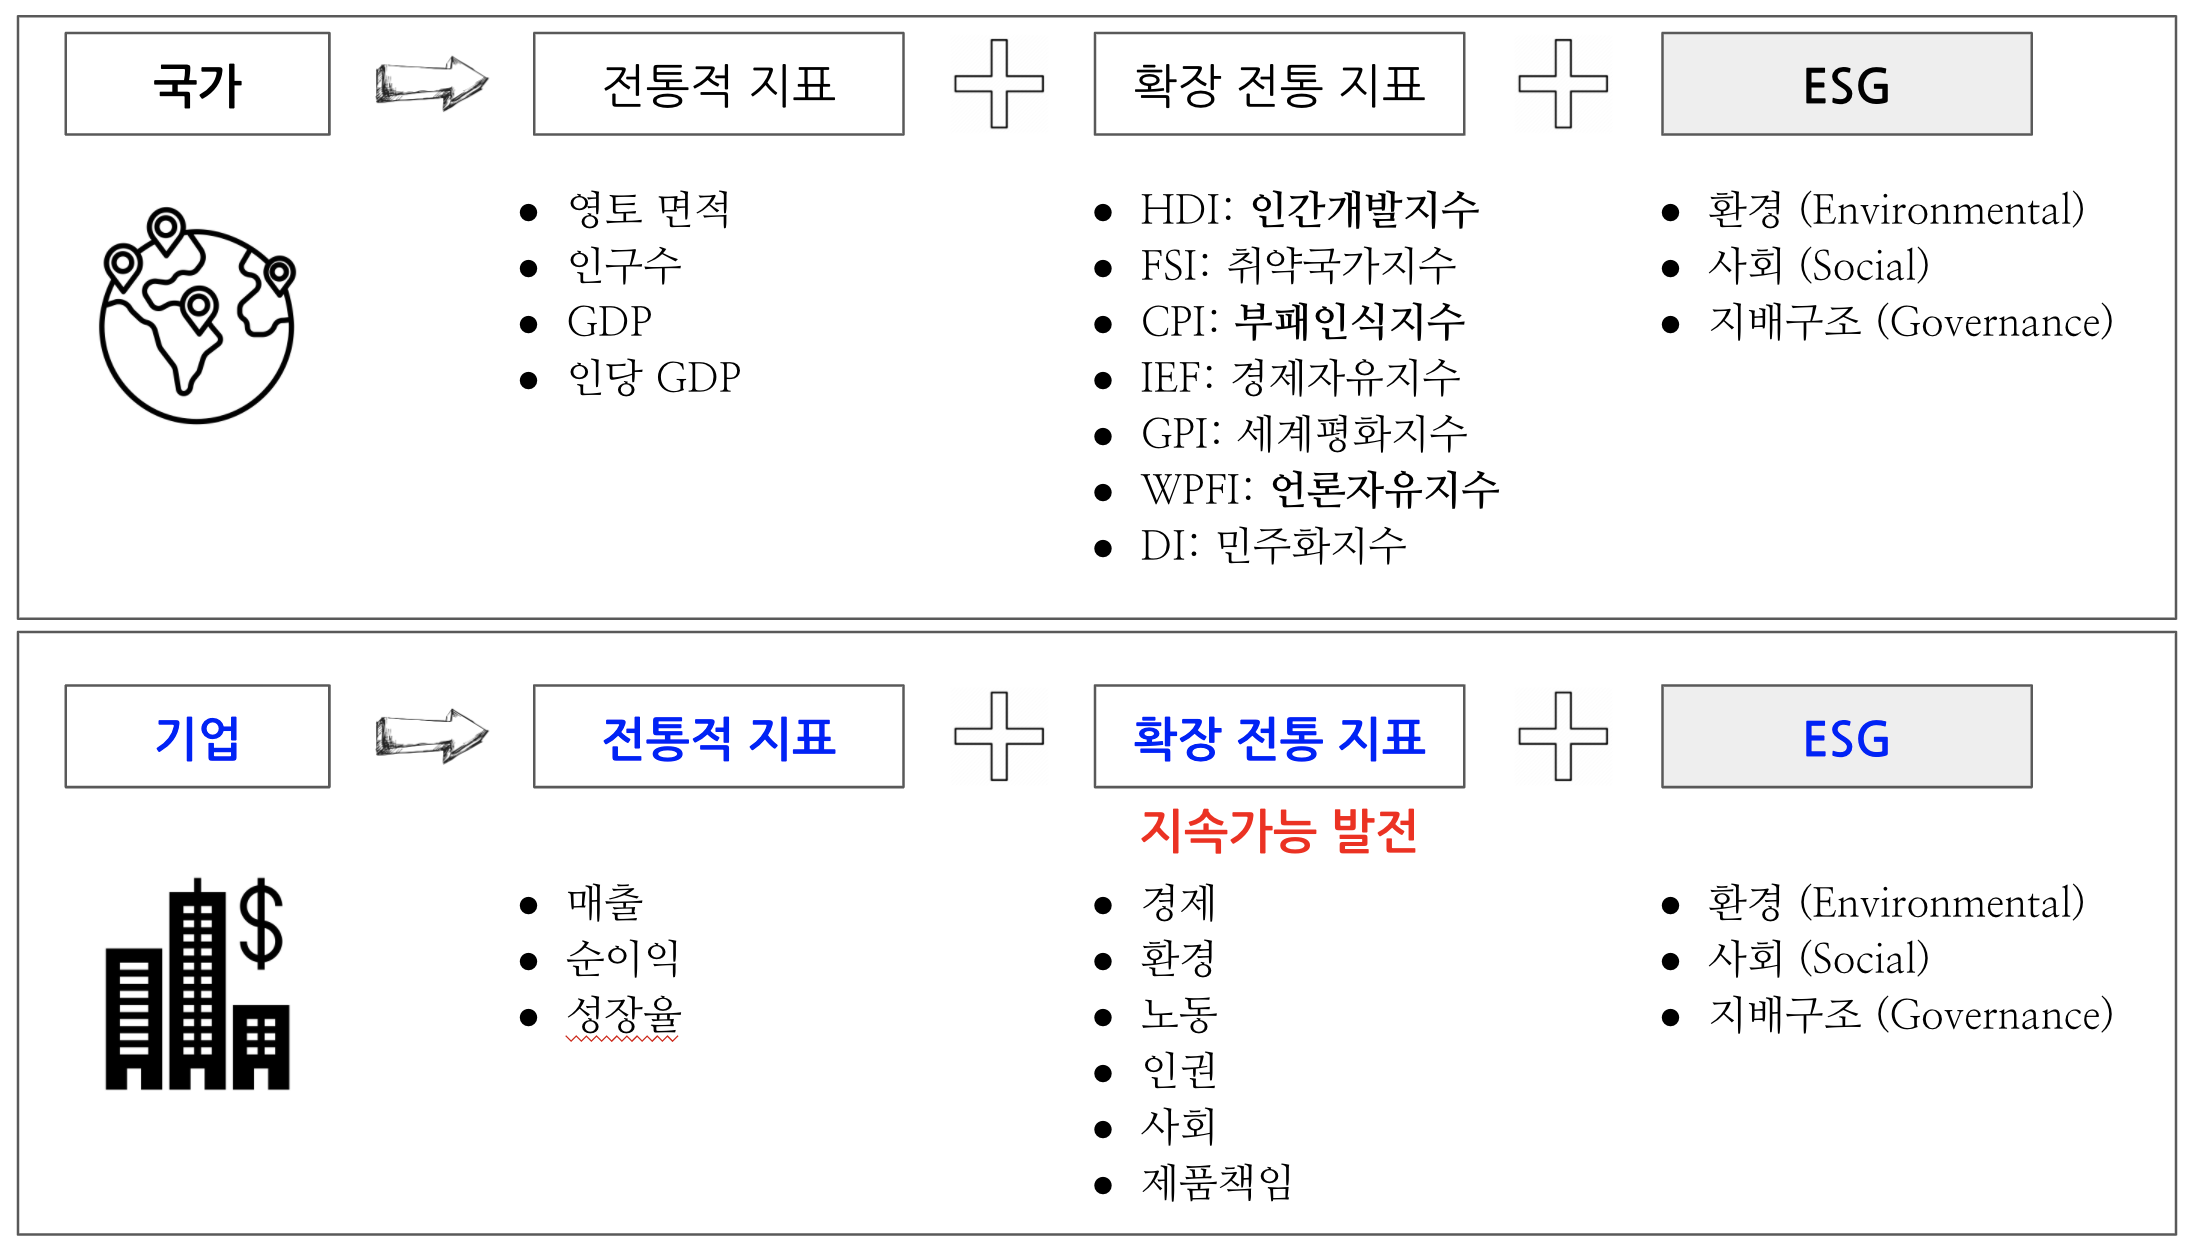 국가
전통적 지표
확장 전통 지표
ESG
● 영토 면적
● 인구수
● GDP
● 인당 GDP
● HDI: 인간개발지수
● FSI: 취약국가지수
● CPI: 부패인식지수
● IEF: 경제자유지수
● GPI: 세계평화지수
● WPFI: 언론자유지수
● DI: 민주화지수
● 환경 (Environmental)
● 사회 (Social)
● 지배구조 (Governance)
기업
전통적 지표
확장 전통 지표
ESG
지속가능 발전
$
● 매출
● 순이익
● 성장율
● 경제
● 환경
● 노동
● 인권
● 사회
● 제품책임
● 환경 (Environmental)
● 사회 (Social)
● 지배구조 (Governance)